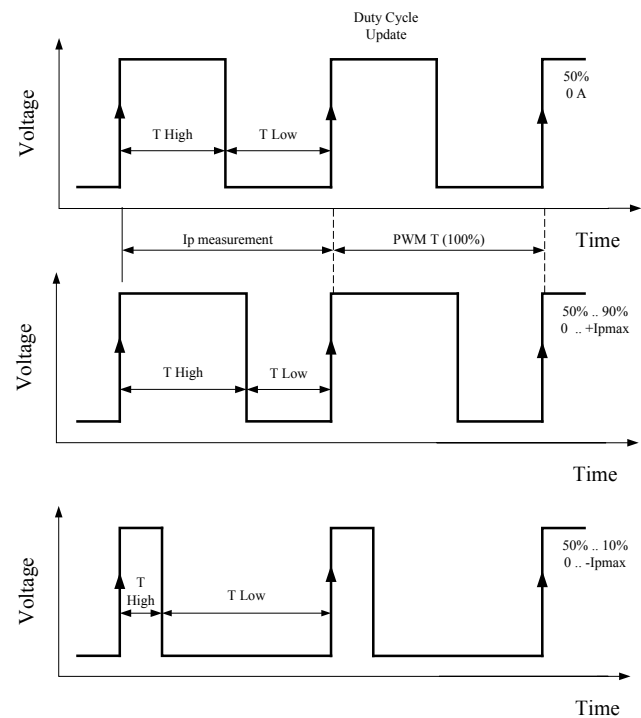 Duty Cycle
Update
50%
0 A
Voltage
T High
T Low
Ip measurement
PWM T (100%)
Time
50% .. 90%
0 .. +Ipmax
Voltage
T High
T Low
Time
50% .. 10%
0 .. -Ipmax
Voltage
T
High
T Low
Time